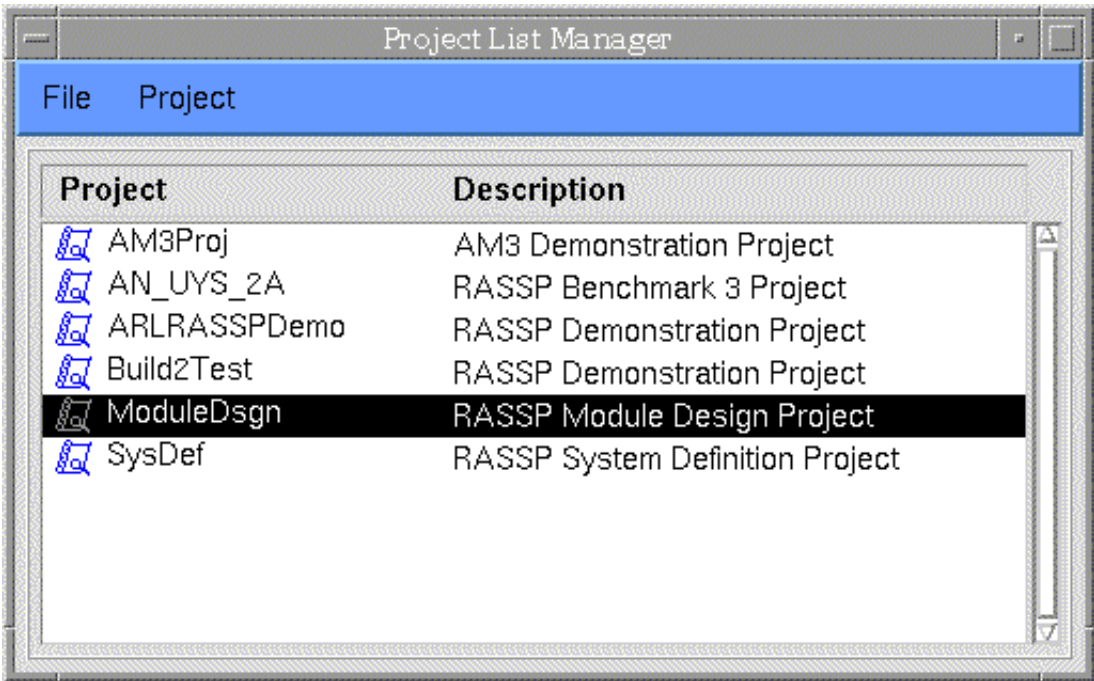 Project List Manager
File Project
Project Description
AM3Proj AM3 Demonstration Project
AN_UYS_2A RASSP Benchmark 3 Project
ARLRASSPDemo RASSP Demonstration Project
Build2Test RASSP Demonstration Project
ModuleDsgn RASSP Module Design Project
SysDef RASSP System Definition Project